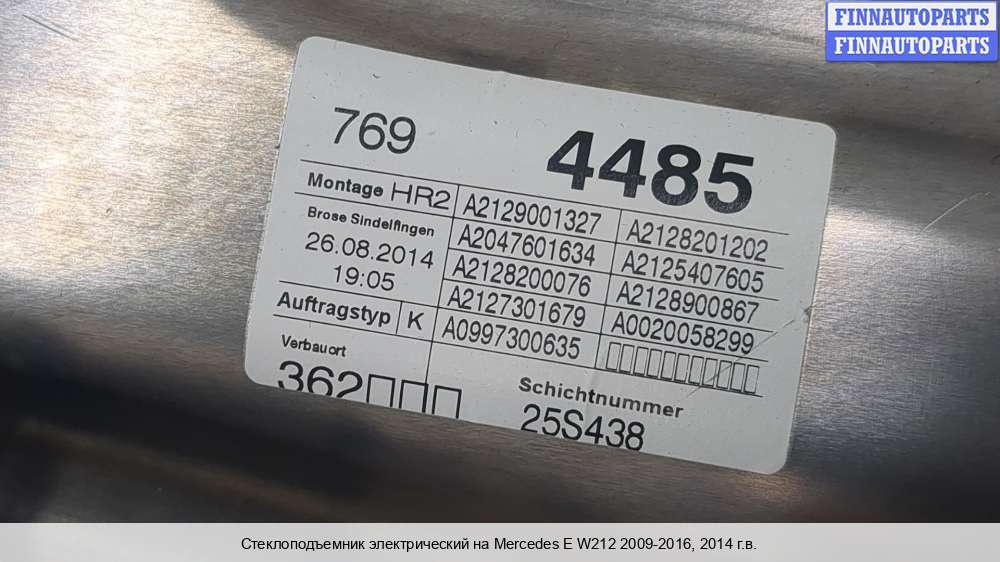 FINNAUTOPARTS
FINNAUTOPARTS
769
4485
Montage HR2
Brose Sindelfingen
26.08.2014
19:05
Auftragstyp K
A2129001327 A2128201202
A2047601634 A2125407605
A2128200076 A2128900867
A2127301679 A0020058299
A0997300635
Verbauort
362
Schichtnummer
25S438
Стеклоподъемник электрический на Mercedes E W212 2009-2016, 2014 г.в.